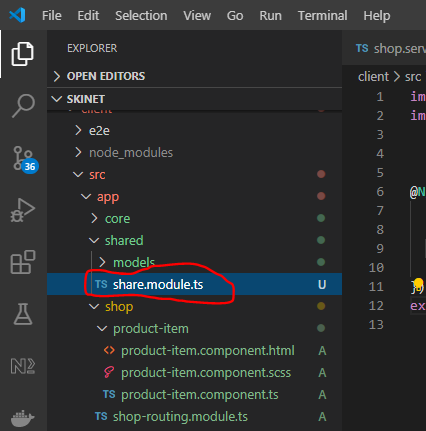 File Edit Selection View Go Run Terminal Help
EXPLORER
OPEN EDITORS
SKINET
e2e
node_modules
src
app
core
shared
models
TS share.module.ts U
shop
product-item
product-item.component.html A
product-item.component.scss A
TS product-item.component.ts A
TS shop-routing.module.ts A
36
TS shop.serv
client > src
1 im
2 im
3
4
5
6 @N
7
8
9
10
11 })
12 ex
13